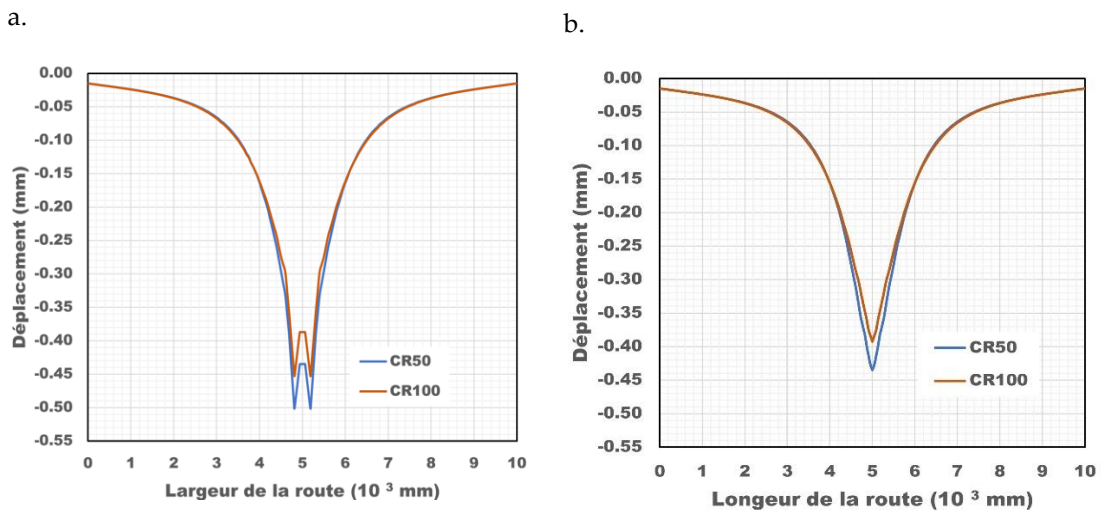 a.
0.00
-0.05
-0.10
-0.15
-0.20
-0.25
-0.30
-0.35
-0.40
-0.45
-0.50
-0.55
Déplacement (mm)
CR50
CR100
0 1 2 3 4 5 6 7 8 9 10
Largeur de la route (10 ³ mm)
b.
0.00
-0.05
-0.10
-0.15
-0.20
-0.25
-0.30
-0.35
-0.40
-0.45
-0.50
-0.55
Déplacement (mm)
CR50
CR100
0 1 2 3 4 5 6 7 8 9 10
Longeur de la route (10 ³ mm)